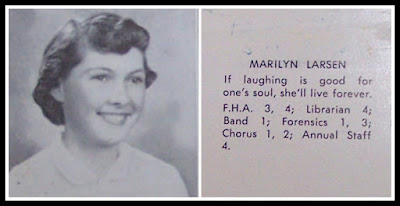 MARILYN LARSEN
If laughing is good for
one's soul, she'll live forever.
F.H.A. 3, 4; Librarian 4;
Band 1; Forensics 1, 3;
Chorus 1, 2; Annual Staff
4.